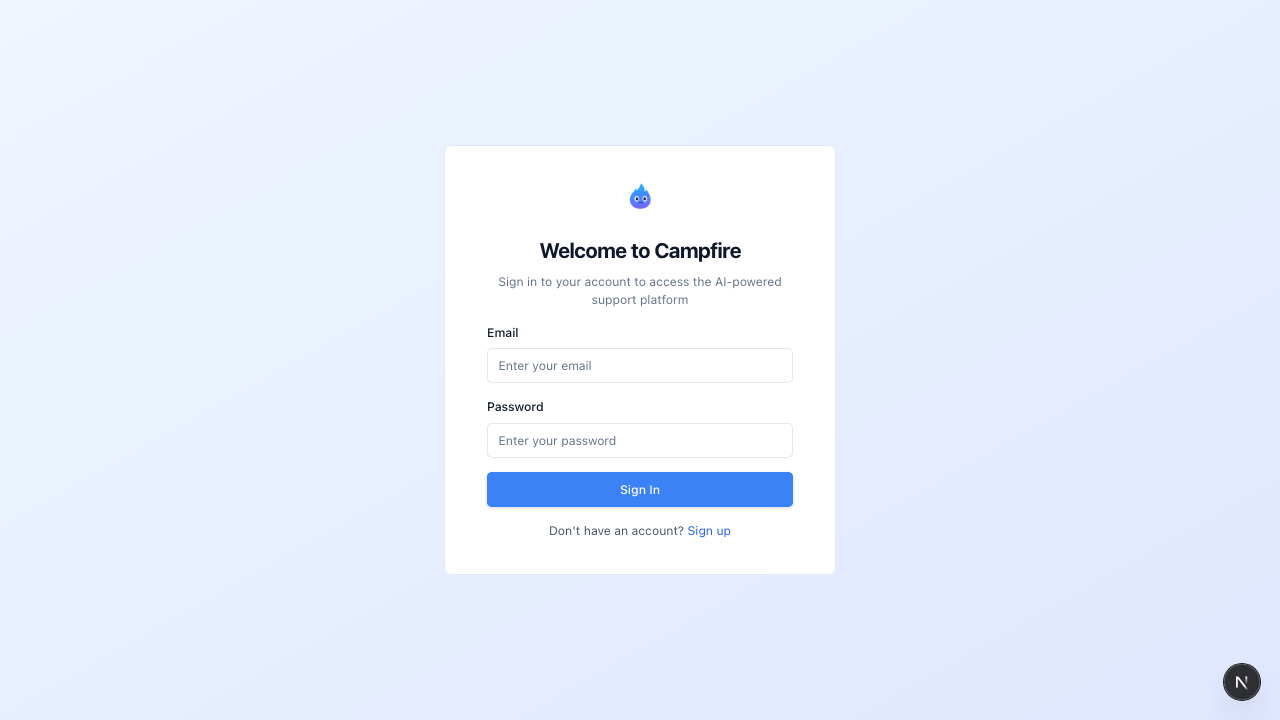 Welcome to Campfire
Sign in to your account to access the AI-powered
support platform
Email
Enter your email
Password
Enter your password
Sign In
Don't have an account? Sign up
N